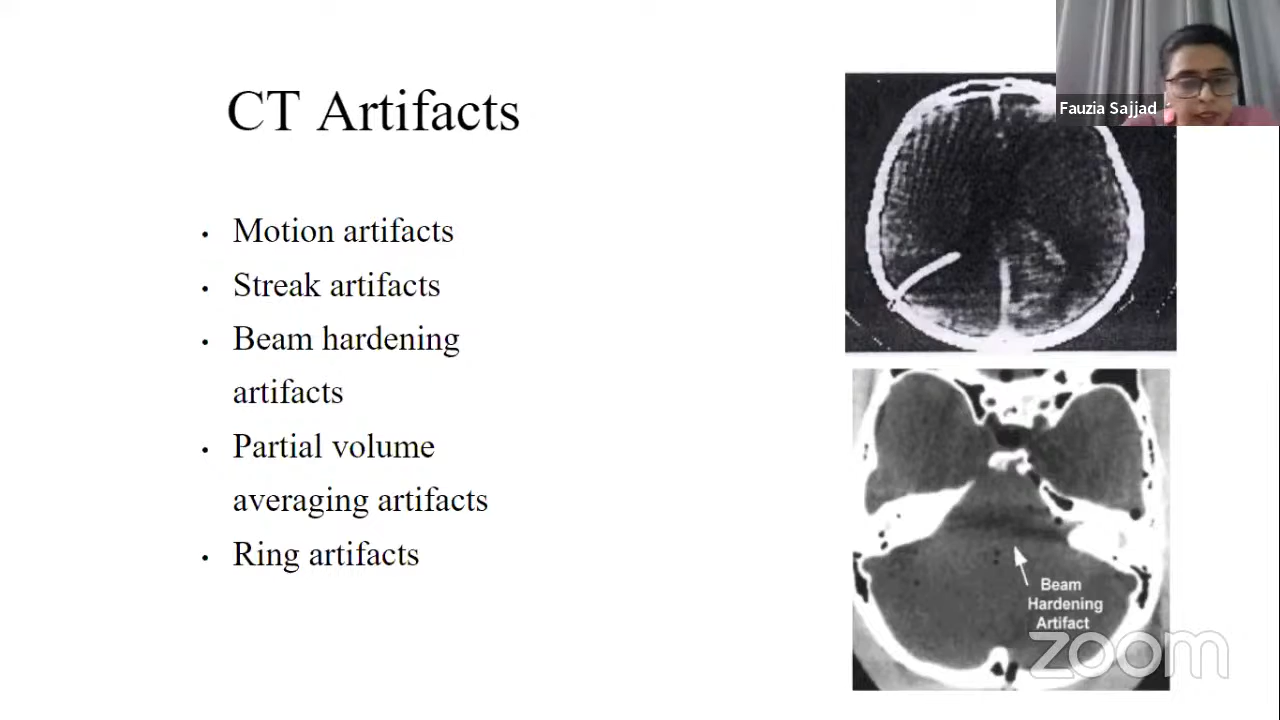 CT Artifacts
• Motion artifacts
• Streak artifacts
• Beam hardening
artifacts
• Partial volume
averaging artifacts
• Ring artifacts
Fauzia Sajjad
Beam
Hardening
Artifact
zoom